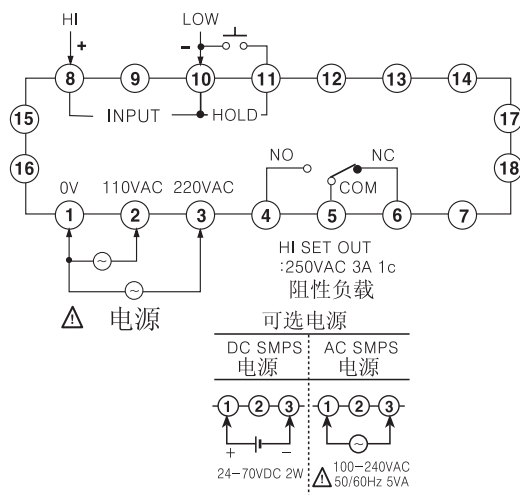 HI LOW
+ -
8 9 10 11 12 13 14
INPUT HOLD
15 17
16 18
NO NC
COM
0V 110VAC 220VAC
1 2 3 4 5 6 7
HI SET OUT
:250VAC 3A 1c
阻性负载
电源
可选电源
DC SMPS AC SMPS
电源 电源
1 2 3 1 2 3
+ -
24-70VDC 2W
100-240VAC
50/60Hz 5VA